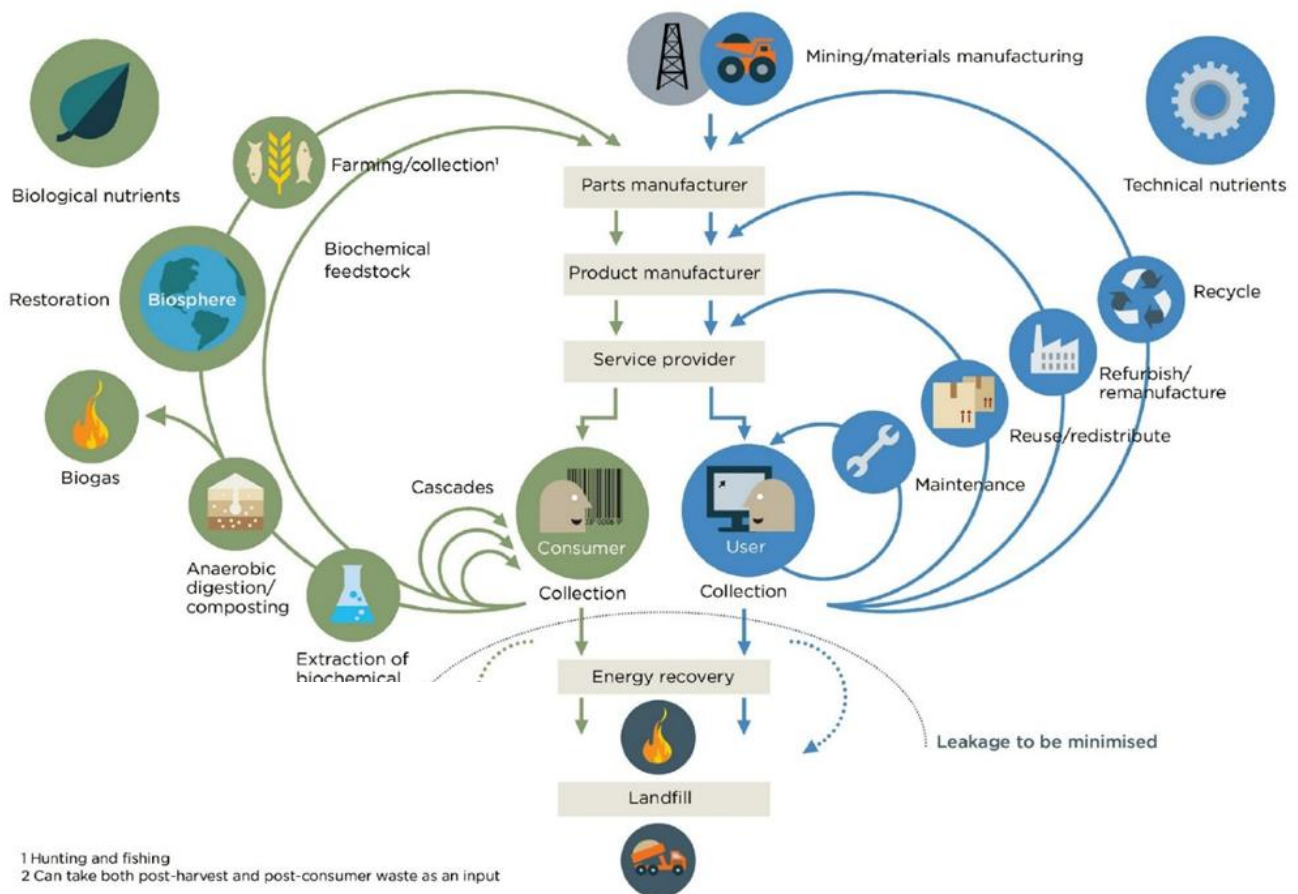 Mining/materials manufacturing
Biological nutrients
Farming/collection¹
Parts manufacturer
Technical nutrients
Biochemical
feedstock
Product manufacturer
Restoration
Biosphere
Recycle
Service provider
Refurbish/
remanufacture
Reuse/redistribute
Biogas
Cascades
Maintenance
Consumer
User
Anaerobic
digestion/
composting
Collection
Collection
Extraction of
biochemical
Energy recovery
Leakage to be minimised
Landfill
1 Hunting and fishing
2 Can take both post-harvest and post-consumer waste as an input